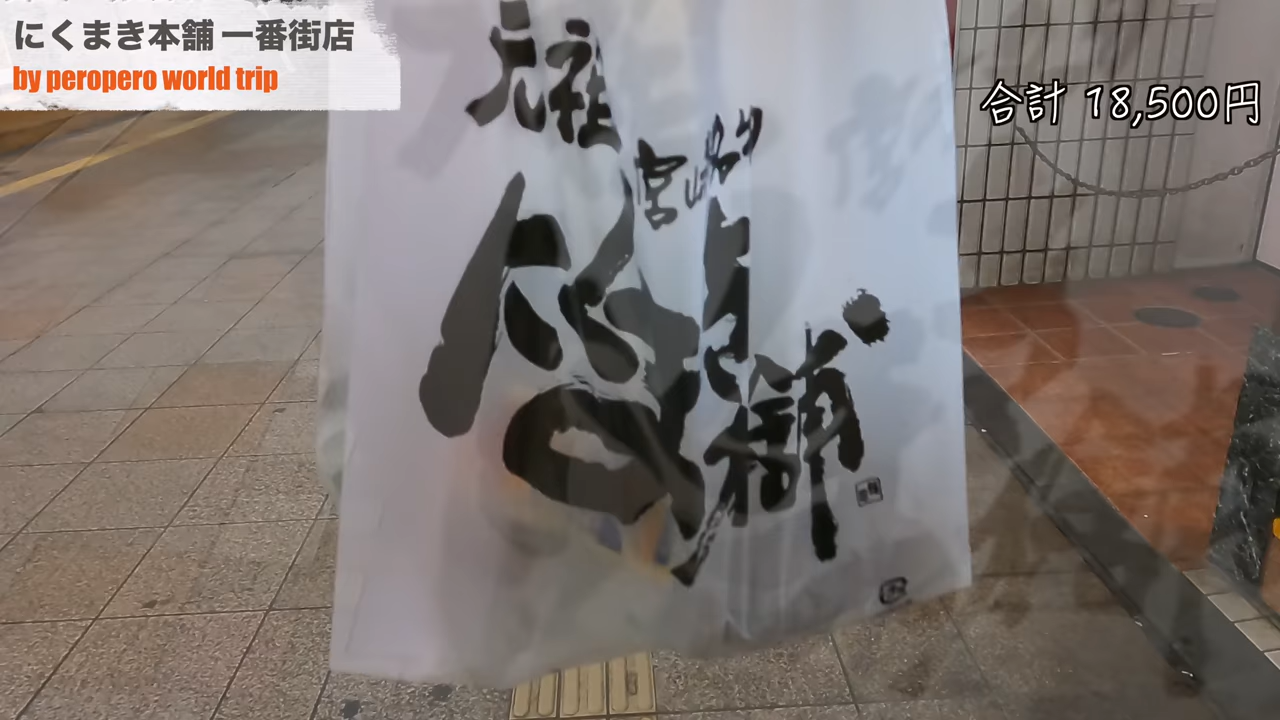 にくまき本舗 一番街店
by peropero world trip
合計 18,500円
元祖
宮崎名物
にくまき
本舗